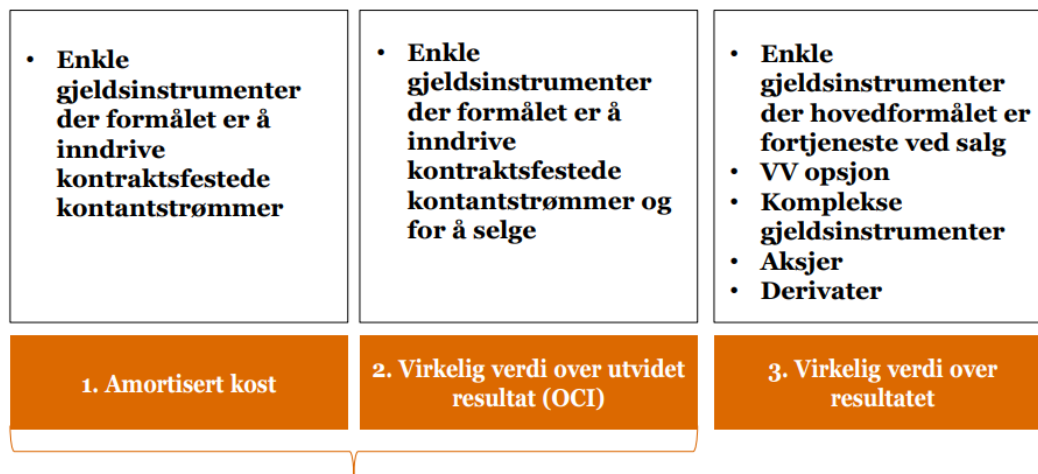 • Enkle
gjeldsinstrumenter
der formålet er å
inndrive
kontraktsfestede
kontantstrømmer
• Enkle
gjeldsinstrumenter
der formålet er å
inndrive
kontraktsfestede
kontantstrømmer og
for å selge
• Enkle
gjeldsinstrumenter
der hovedformålet er
fortjeneste ved salg
• VV opsjon
• Komplekse
gjeldsinstrumenter
• Aksjer
• Derivater
1. Amortisert kost
2. Virkelig verdi over utvidet
resultat (OCI)
3. Virkelig verdi over
resultatet